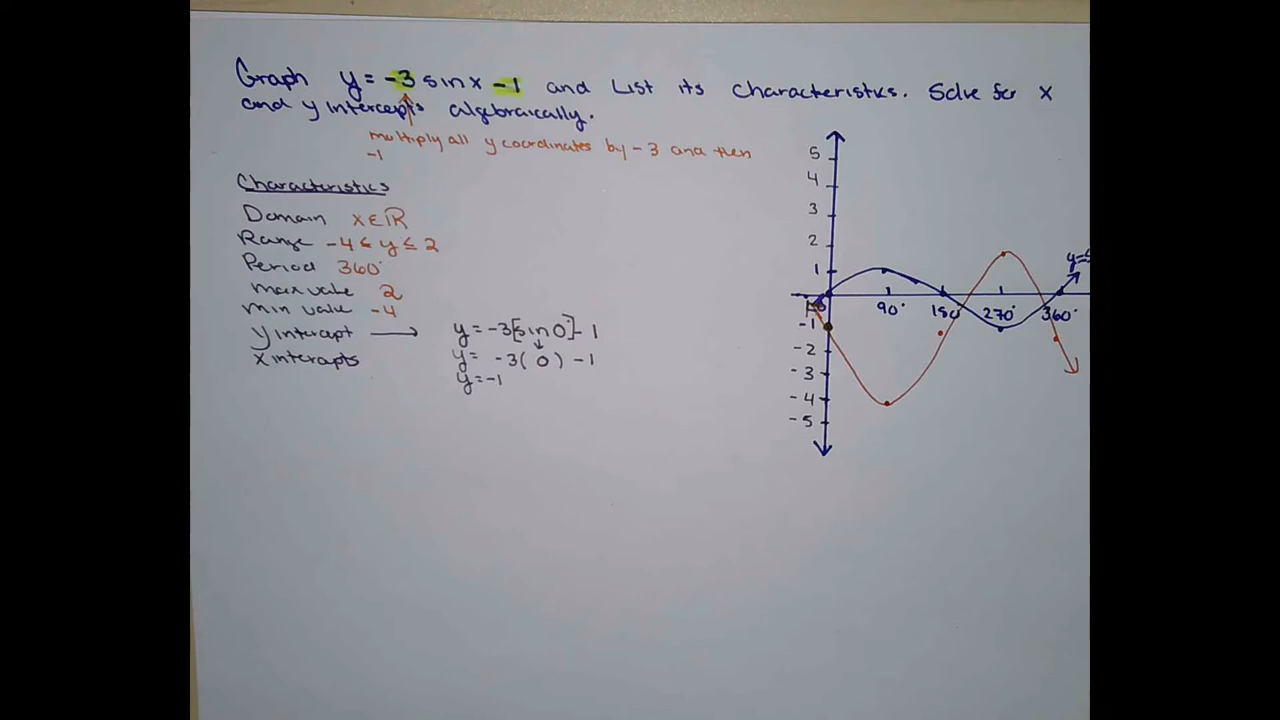 Graph y = -3 sin x -1 and list its characteristics. Solve for x
and y intercepts algebraically.
multiply all y coordinates by -3 and then
-1
Characteristics
Domain x∈ℝ
Range -4 ≤ y ≤ 2
Period 360°
max value 2
min value -4
y intercept → y = -3[sin 0°] - 1
x intercepts y = -3( 0 ) - 1
y = -1
5
4
3
2
1
-1
-2
-3
-4
-5
90° 180 270° 360°